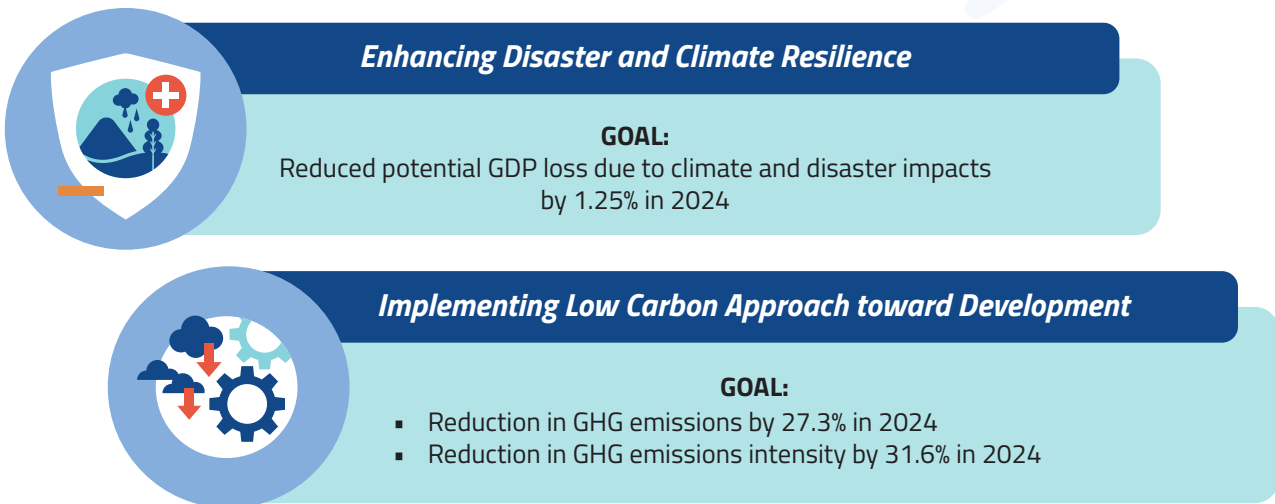 Enhancing Disaster and Climate Resilience
GOAL:
Reduced potential GDP loss due to climate and disaster impacts
by 1.25% in 2024
Implementing Low Carbon Approach toward Development
GOAL:
▪ Reduction in GHG emissions by 27.3% in 2024
▪ Reduction in GHG emissions intensity by 31.6% in 2024